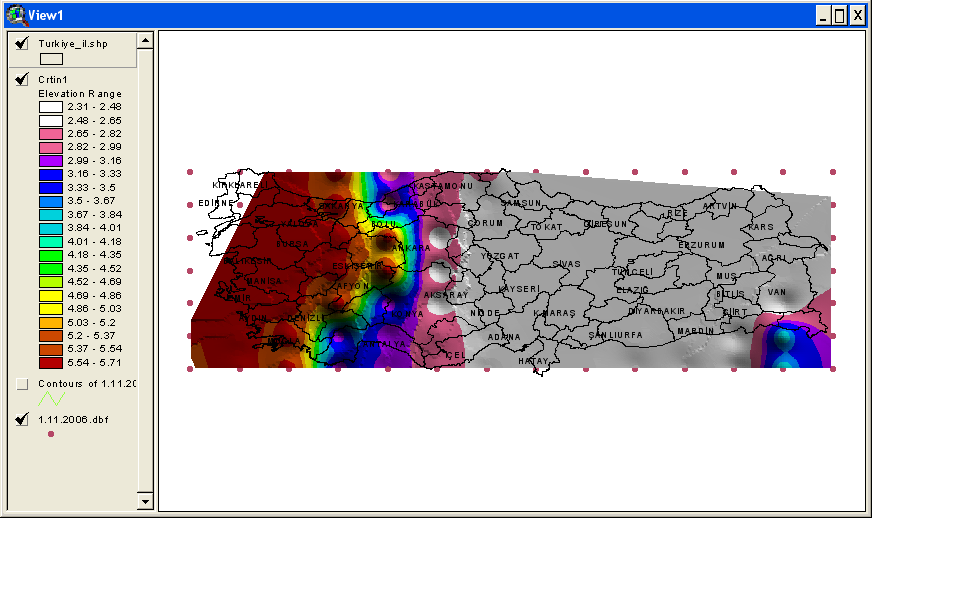 View1
Turkiye_il.shp
Crtin1
Elevation Range
2.31 - 2.48
2.48 - 2.65
2.65 - 2.82
2.82 - 2.99
2.99 - 3.16
3.16 - 3.33
3.33 - 3.5
3.5 - 3.67
3.67 - 3.84
3.84 - 4.01
4.01 - 4.18
4.18 - 4.35
4.35 - 4.52
4.52 - 4.69
4.69 - 4.86
4.86 - 5.03
5.03 - 5.2
5.2 - 5.37
5.37 - 5.54
5.54 - 5.71
Contours of 1.11.20
1.11.2006.dbf
KIRKLARELİ
KASTAMONU
EDİRNE
SAKARYA
SAMSUN
ARTVİN
RİZE
BOLU
ÇORUM
TOKAT
GİRESUN
KARS
BURSA
ANKARA
ERZURUM
YOZGAT
SİVAS
AĞRI
ESKİŞEHİR
TUNCELİ
MUŞ
MANİSA
AFYON
KAYSERİ
ELAZIĞ
BİTLİS
VAN
AKSARAY
AYDIN
DENİZLİ
KONYA
NİĞDE
K.MARAŞ
DİYARBAKIR
SİİRT
ANTALYA
ADANA
ŞANLIURFA
MARDİN
İÇEL
HATAY